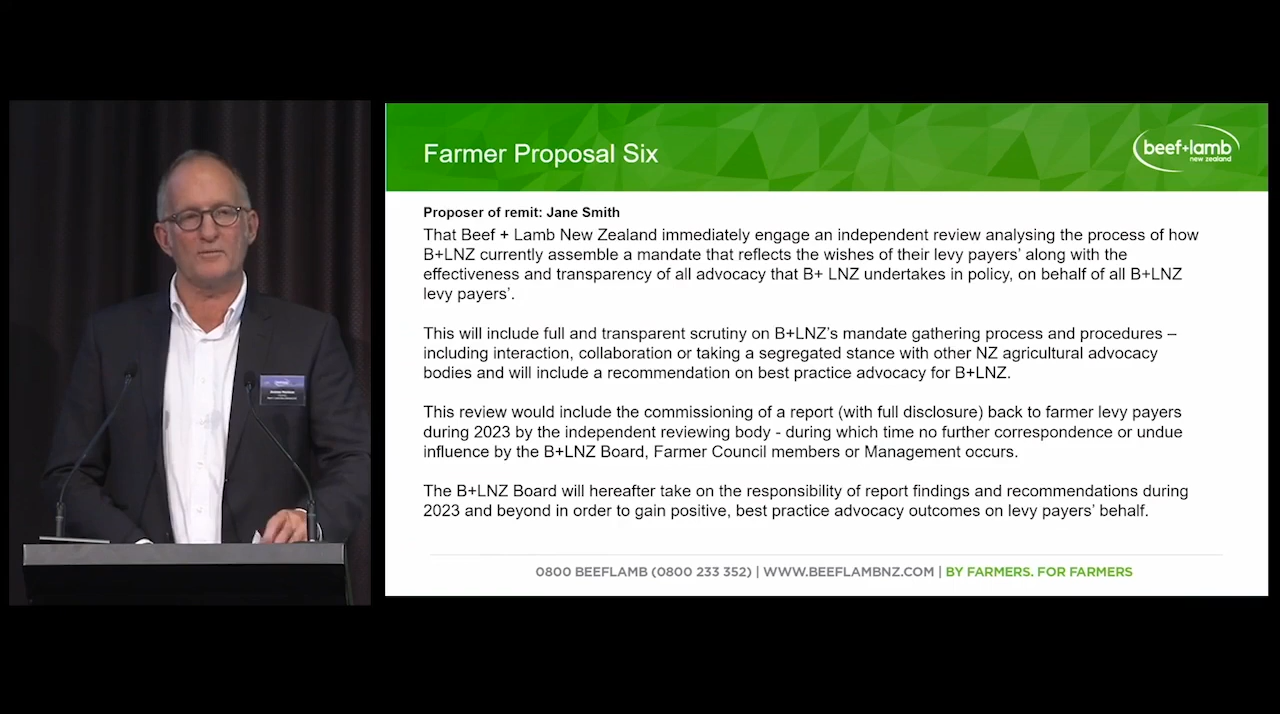 Farmer Proposal Six
beef+lamb
new zealand
Proposer of remit: Jane Smith
That Beef + Lamb New Zealand immediately engage an independent review analysing the process of how
B+LNZ currently assemble a mandate that reflects the wishes of their levy payers’ along with the
effectiveness and transparency of all advocacy that B+ LNZ undertakes in policy, on behalf of all B+LNZ
levy payers’.
This will include full and transparent scrutiny on B+LNZ’s mandate gathering process and procedures –
including interaction, collaboration or taking a segregated stance with other NZ agricultural advocacy
bodies and will include a recommendation on best practice advocacy for B+LNZ.
This review would include the commissioning of a report (with full disclosure) back to farmer levy payers
during 2023 by the independent reviewing body - during which time no further correspondence or undue
influence by the B+LNZ Board, Farmer Council members or Management occurs.
The B+LNZ Board will hereafter take on the responsibility of report findings and recommendations during
2023 and beyond in order to gain positive, best practice advocacy outcomes on levy payers’ behalf.
0800 BEEFLAMB (0800 233 352) | WWW.BEEFLAMBNZ.COM | BY FARMERS. FOR FARMERS